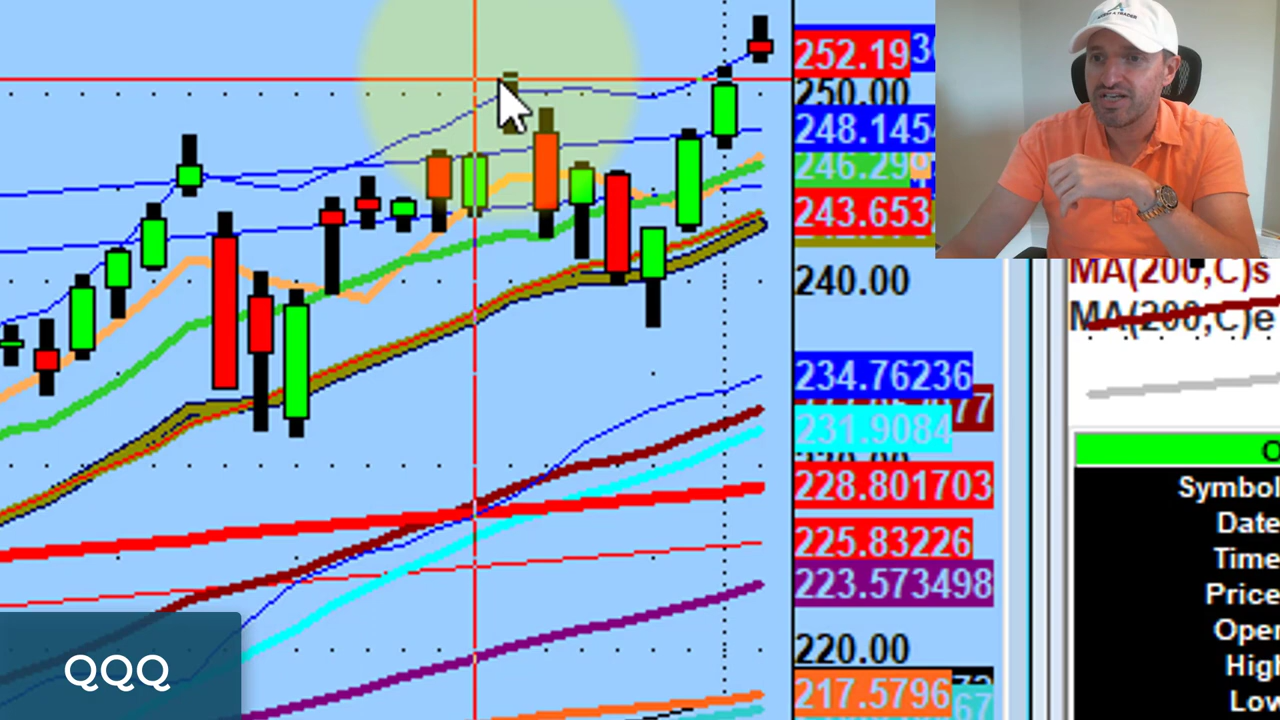 252.19
250.00
248.145
246.299
243.653
240.00
234.76236
231.9084
228.801703
225.83226
223.573498
220.00
217.5796
MA(200,C)s
MA(200,C)e
Symbol
Date
Time
Price
Open
High
Low
QQQ